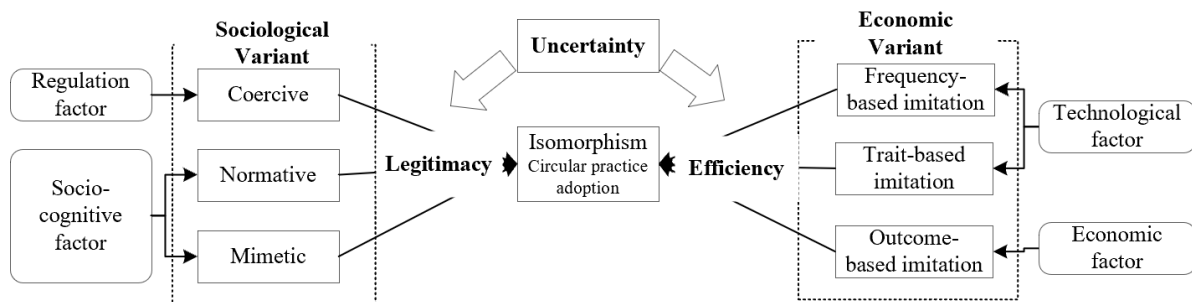 Sociological
Variant
Uncertainty
Economic
Variant
Regulation
factor
Coercive
Frequency-
based imitation
Technological
factor
Socio-
cognitive
factor
Normative
Legitimacy
Isomorphism
Circular practice
adoption
Efficiency
Trait-based
imitation
Mimetic
Outcome-
based imitation
Economic
factor